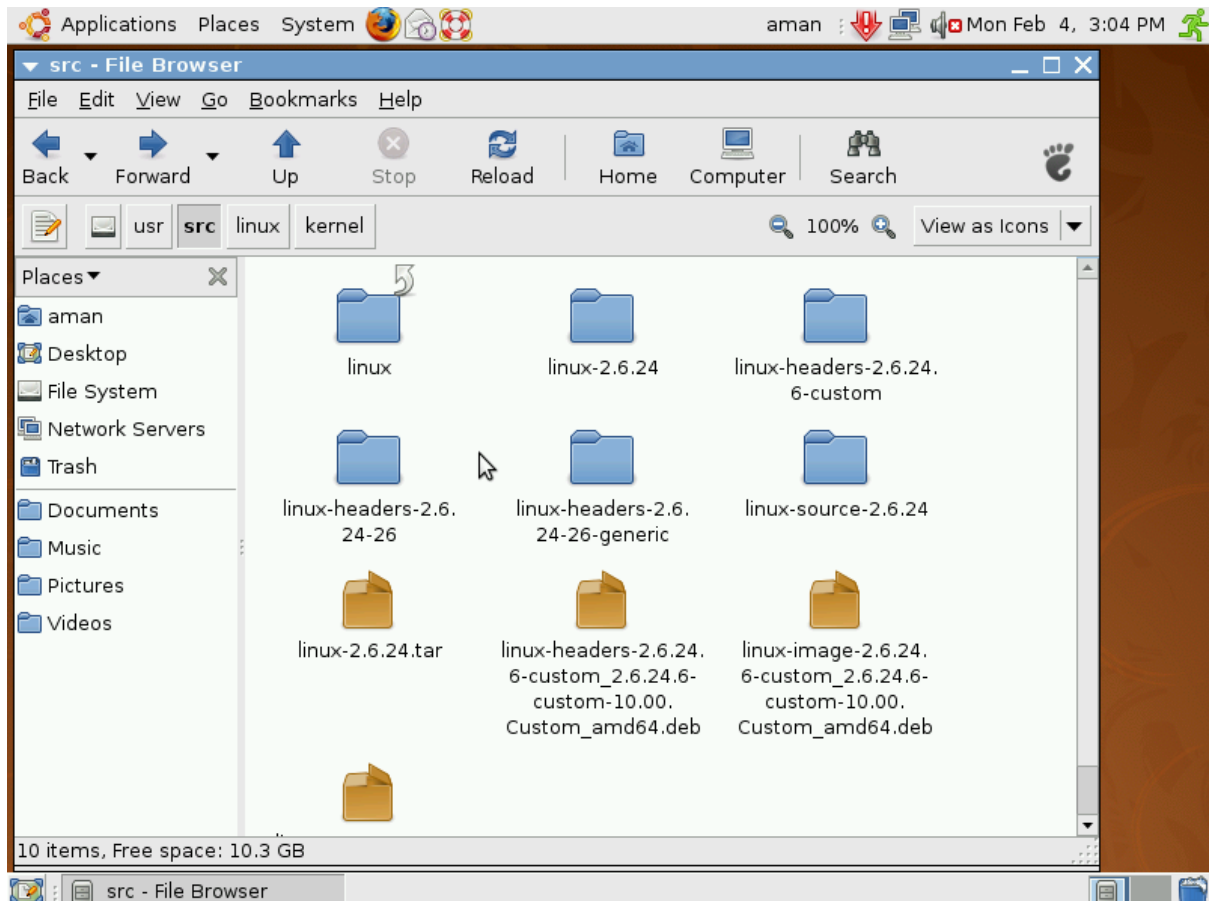 Applications Places System aman Mon Feb 4, 3:04 PM
src - File Browser
File Edit View Go Bookmarks Help
Back Forward Up Stop Reload Home Computer Search
usr src linux kernel 100% View as Icons
Places
aman
Desktop
File System
Network Servers
Trash
Documents
Music
Pictures
Videos
linux
linux-2.6.24
linux-headers-2.6.24.
6-custom
linux-headers-2.6.
24-26
linux-headers-2.6.
24-26-generic
linux-source-2.6.24
linux-2.6.24.tar
linux-headers-2.6.24.
6-custom_2.6.24.6-
custom-10.00.
Custom_amd64.deb
linux-image-2.6.24.
6-custom_2.6.24.6-
custom-10.00.
Custom_amd64.deb
10 items, Free space: 10.3 GB
src - File Browser